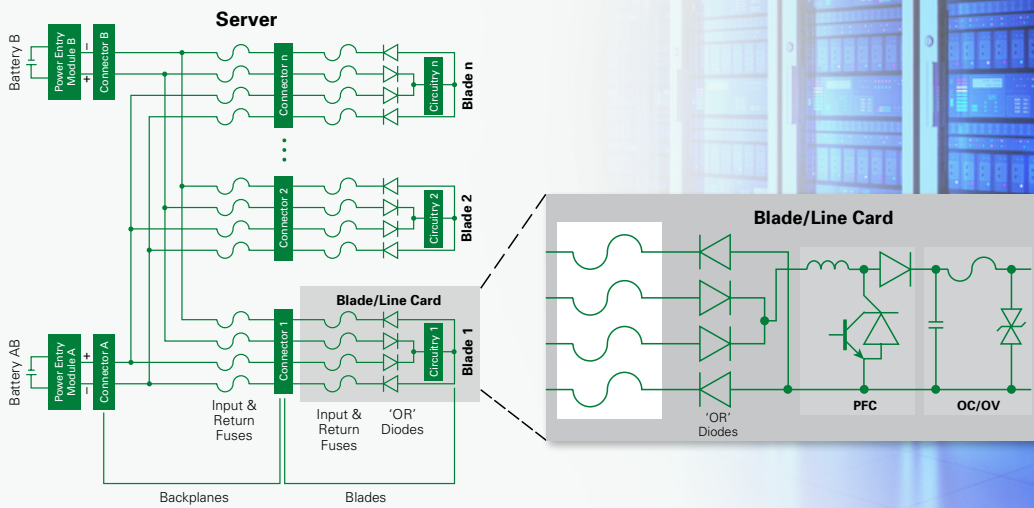 Server
Battery B
Power Entry
Module B
−
+
Connector B
Connector n
Circuitry n
Blade n
Connector 2
Circuitry 2
Blade 2
Blade/Line Card
Battery AB
Power Entry
Module A
+
−
Connector A
Connector 1
Circuitry 1
Blade 1
Input &
Return
Fuses
Input &
Return
Fuses
'OR'
Diodes
Backplanes
Blades
Blade/Line Card
'OR'
Diodes
PFC
OC/OV